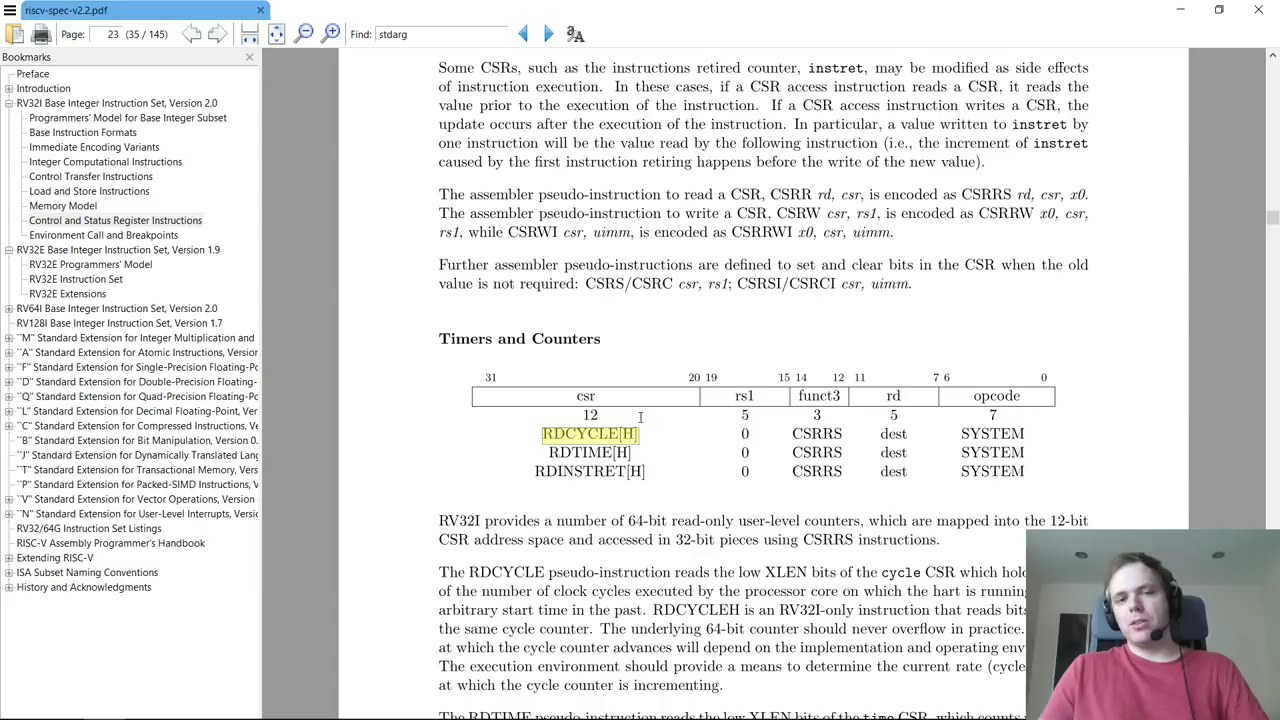 riscv-spec-v2.2.pdf
Page: 23 (35 / 145) Find: stdarg
Bookmarks
Preface
Introduction
RV32I Base Integer Instruction Set, Version 2.0
Programmers' Model for Base Integer Subset
Base Instruction Formats
Immediate Encoding Variants
Integer Computational Instructions
Control Transfer Instructions
Load and Store Instructions
Memory Model
Control and Status Register Instructions
Environment Call and Breakpoints
RV32E Base Integer Instruction Set, Version 1.9
RV32E Programmers' Model
RV32E Instruction Set
RV32E Extensions
RV64I Base Integer Instruction Set, Version 2.0
RV128I Base Integer Instruction Set, Version 1.7
``M'' Standard Extension for Integer Multiplication and
``A'' Standard Extension for Atomic Instructions, Version
``F'' Standard Extension for Single-Precision Floating-Po
``D'' Standard Extension for Double-Precision Floating-
``Q'' Standard Extension for Quad-Precision Floating-Po
``L'' Standard Extension for Decimal Floating-Point, Ver
``C'' Standard Extension for Compressed Instructions, Ve
``B'' Standard Extension for Bit Manipulation, Version 0.
``J'' Standard Extension for Dynamically Translated Lang
``T'' Standard Extension for Transactional Memory, Vers
``P'' Standard Extension for Packed-SIMD Instructions, V
``V'' Standard Extension for Vector Operations, Version
``N'' Standard Extension for User-Level Interrupts, Versio
RV32/64G Instruction Set Listings
RISC-V Assembly Programmer's Handbook
Extending RISC-V
ISA Subset Naming Conventions
History and Acknowledgments
Some CSRs, such as the instructions retired counter, instret, may be modified as side effects
of instruction execution. In these cases, if a CSR access instruction reads a CSR, it reads the
value prior to the execution of the instruction. If a CSR access instruction writes a CSR, the
update occurs after the execution of the instruction. In particular, a value written to instret by
one instruction will be the value read by the following instruction (i.e., the increment of instret
caused by the first instruction retiring happens before the write of the new value).
The assembler pseudo-instruction to read a CSR, CSRR rd, csr, is encoded as CSRRS rd, csr, x0.
The assembler pseudo-instruction to write a CSR, CSRW csr, rs1, is encoded as CSRRW x0, csr,
rs1, while CSRWI csr, uimm, is encoded as CSRRWI x0, csr, uimm.
Further assembler pseudo-instructions are defined to set and clear bits in the CSR when the old
value is not required: CSRS/CSRC csr, rs1; CSRSI/CSRCI csr, uimm.
Timers and Counters
31 20 19 15 14 12 11 7 6 0
csr rs1 funct3 rd opcode
12 5 3 5 7
RDCYCLE[H] 0 CSRRS dest SYSTEM
RDTIME[H] 0 CSRRS dest SYSTEM
RDINSTRET[H] 0 CSRRS dest SYSTEM
RV32I provides a number of 64-bit read-only user-level counters, which are mapped into the 12-bit
CSR address space and accessed in 32-bit pieces using CSRRS instructions.
The RDCYCLE pseudo-instruction reads the low XLEN bits of the cycle CSR which hol
of the number of clock cycles executed by the processor core on which the hart is runnin
arbitrary start time in the past. RDCYCLEH is an RV32I-only instruction that reads bits
the same cycle counter. The underlying 64-bit counter should never overflow in practice.
at which the cycle counter advances will depend on the implementation and operating env
The execution environment should provide a means to determine the current rate (cycle
at which the cycle counter is incrementing.
The RDTIME pseudo-instruction reads the low XLEN bits of the time CSR, which counts